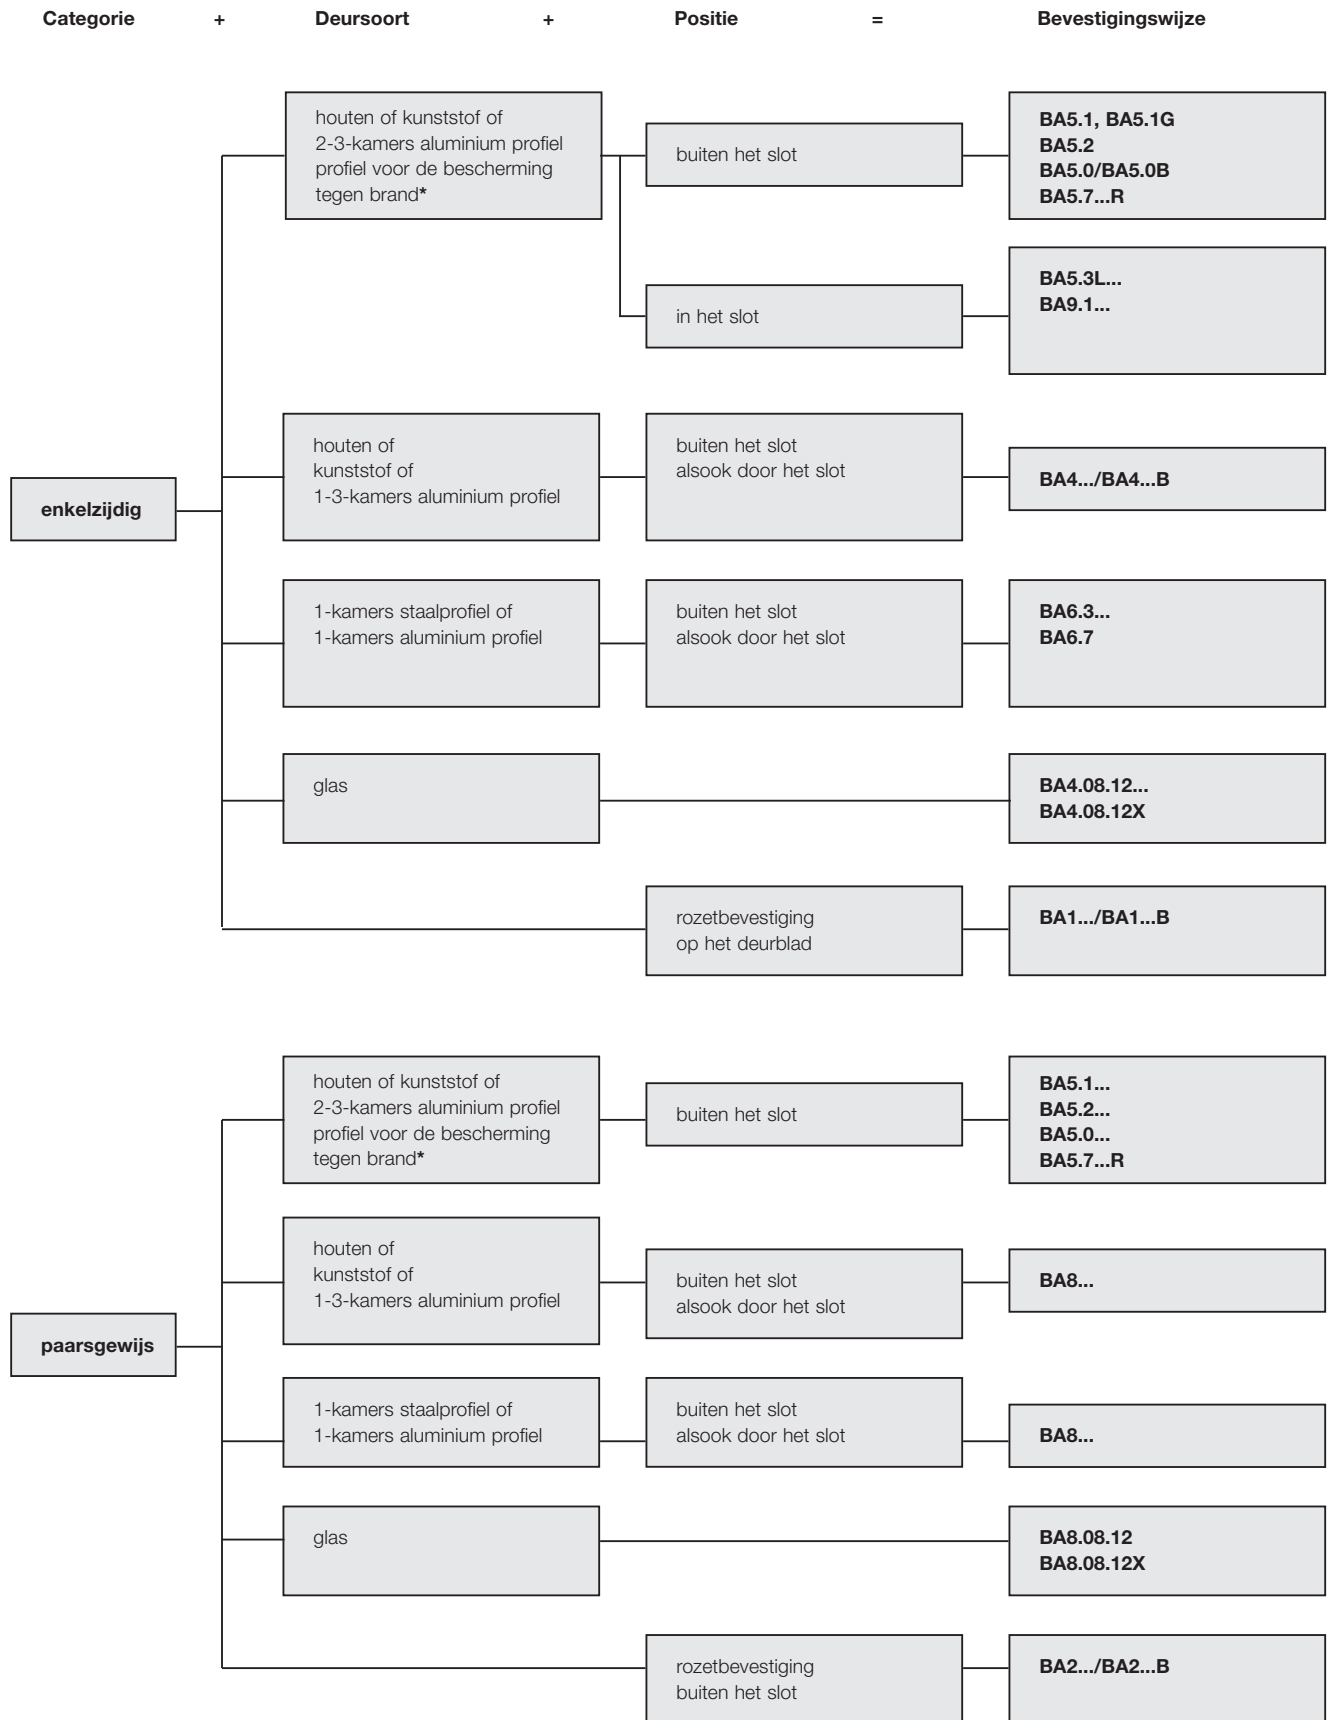 Categorie + Deursoort + Positie = Bevestigingswijze
houten of kunststof of
2-3-kamers aluminium profiel
profiel voor de bescherming
tegen brand*
buiten het slot
BA5.1, BA5.1G
BA5.2
BA5.0/BA5.0B
BA5.7...R
in het slot
BA5.3L...
BA9.1...
enkelzijdig
houten of
kunststof of
1-3-kamers aluminium profiel
buiten het slot
alsook door het slot
BA4.../BA4...B
1-kamers staalprofiel of
1-kamers aluminium profiel
buiten het slot
alsook door het slot
BA6.3...
BA6.7
glas
BA4.08.12...
BA4.08.12X
rozetbevestiging
op het deurblad
BA1.../BA1...B
houten of kunststof of
2-3-kamers aluminium profiel
profiel voor de bescherming
tegen brand*
buiten het slot
BA5.1...
BA5.2...
BA5.0...
BA5.7...R
paarsgewijs
houten of
kunststof of
1-3-kamers aluminium profiel
buiten het slot
alsook door het slot
BA8...
1-kamers staalprofiel of
1-kamers aluminium profiel
buiten het slot
alsook door het slot
BA8...
glas
BA8.08.12
BA8.08.12X
rozetbevestiging
buiten het slot
BA2.../BA2...B